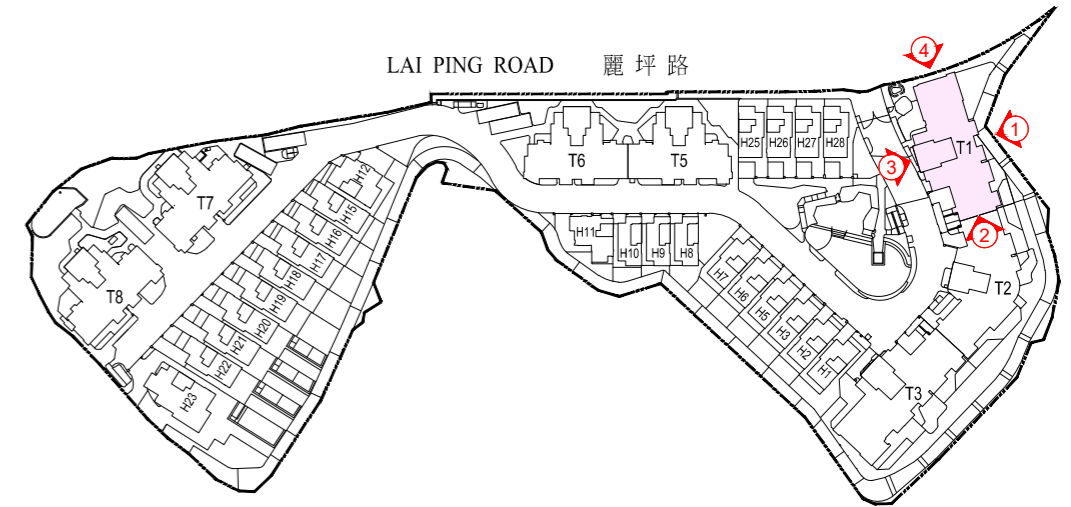 LAI PING ROAD 麗坪路
4
1
T1
3
2
T2
T3
H25
H26
H27
H28
T6
T5
H11
H10
H9
H8
H7
H6
H5
H3
H2
H1
T7
T8
H12
H15
H16
H17
H18
H19
H20
H21
H22
H23